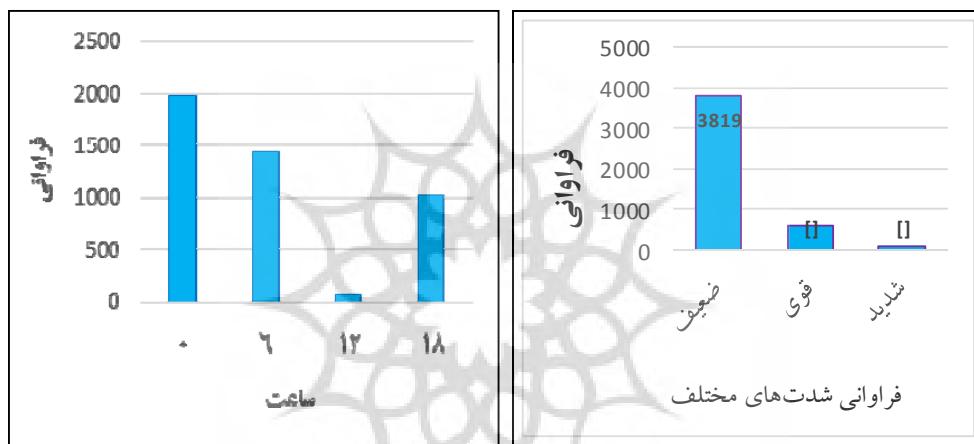 2500
2000
1500
1000
500
0
فراوانی
۰ ۶ ۱۲ ۱۸
ساعت
5000
4000
3000
2000
1000
0
فراوانی
3819
[]
[]
ضعیف
قوی
شدید
فراوانی شدت‌های مختلف